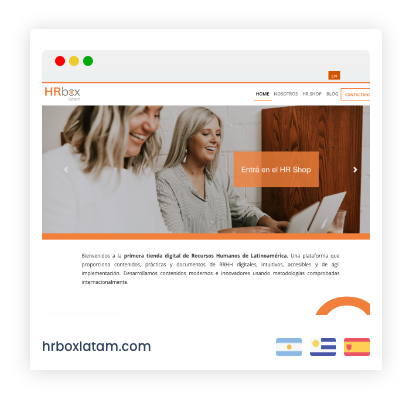 EN
HRbox
latam
HOME NOSOTROS HR SHOP BLOG CONTACTANOS
Entrá en el HR Shop
Bienvenidos a la primera tienda digital de Recursos Humanos de Latinoamérica. Una plataforma que
proporciona contenidos, prácticas y documentos de RRHH digitales, intuitivos, accesibles y de ágil
implementación. Desarrollamos contenidos modernos e innovadores usando metodologías comprobadas
internacionalmente.
hrboxlatam.com